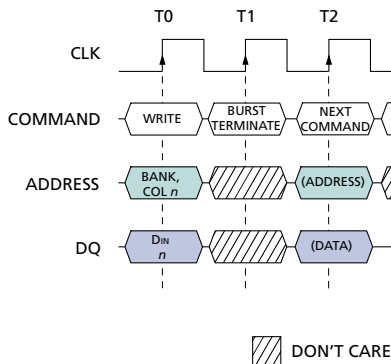 T0 T1 T2
CLK
COMMAND WRITE BURST TERMINATE NEXT COMMAND
ADDRESS BANK, COL n (ADDRESS)
DQ DIN n (DATA)
DON'T CARE